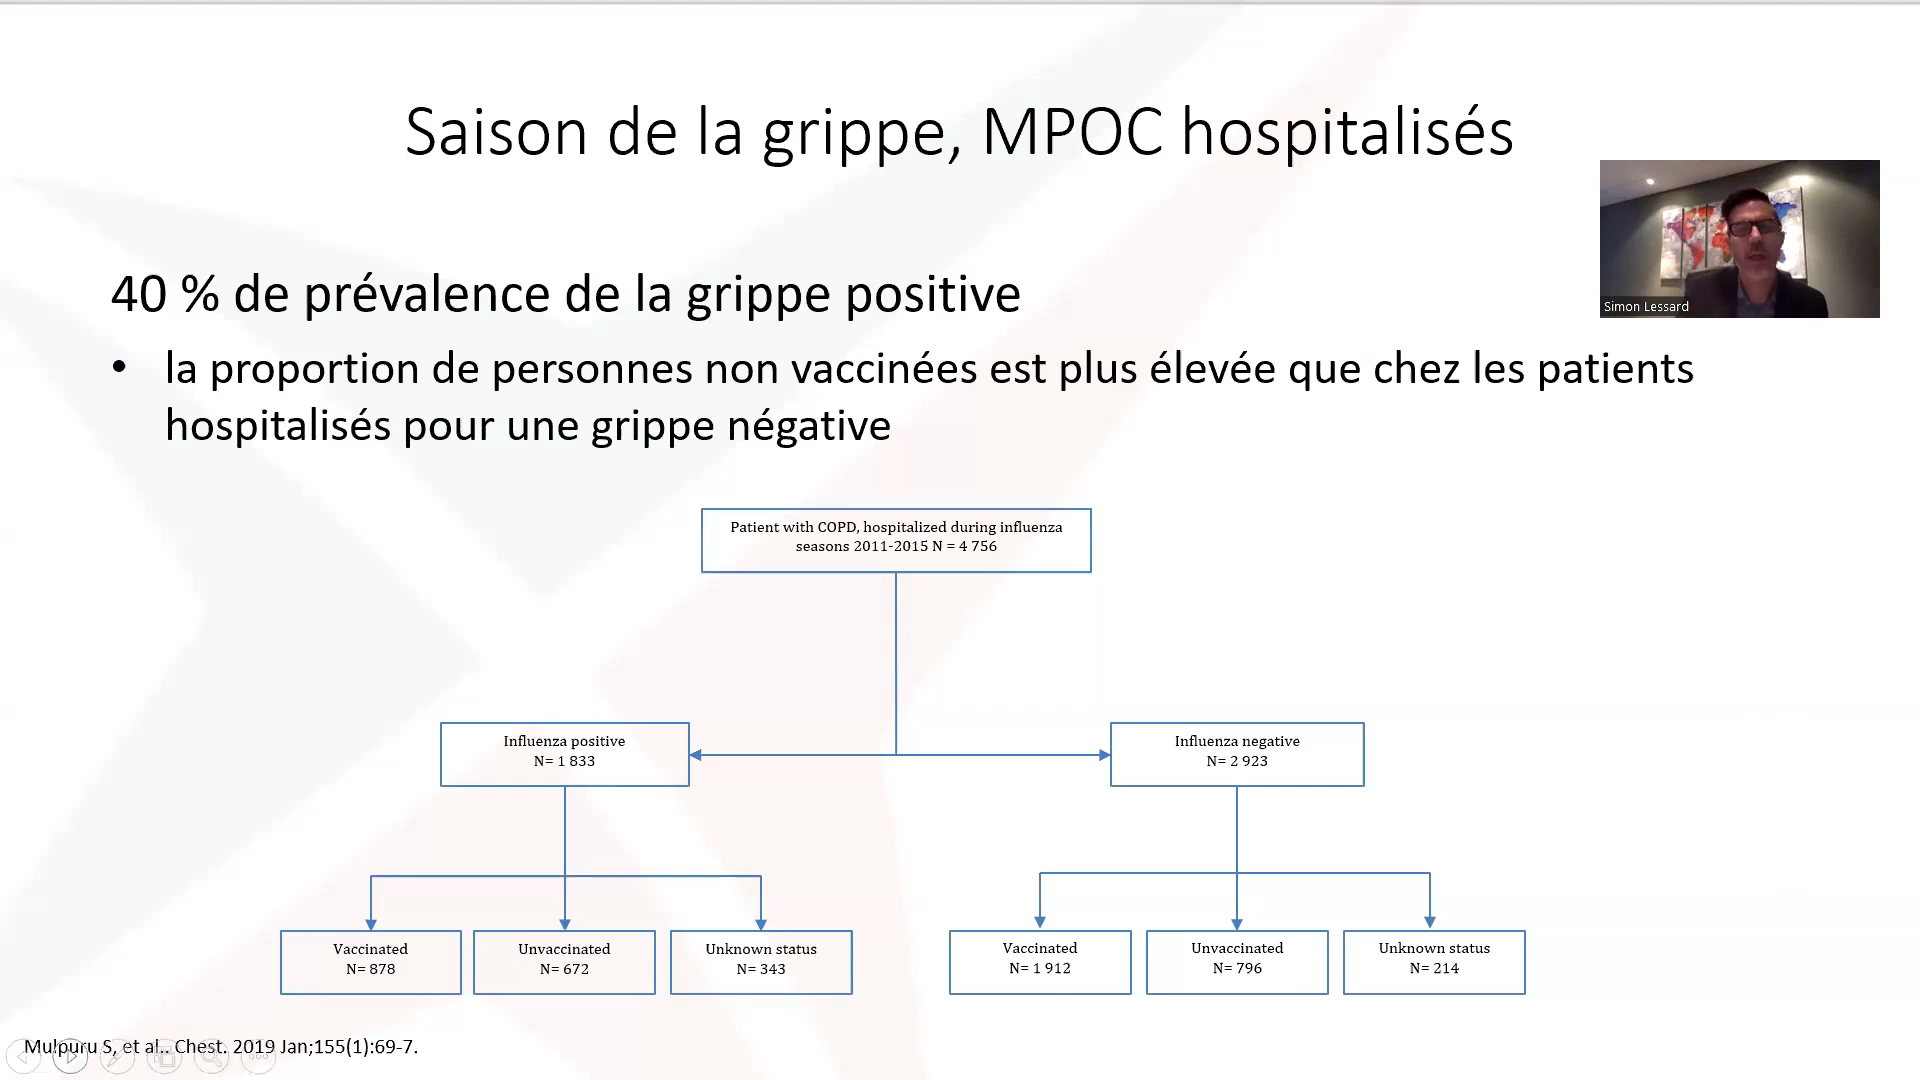 Saison de la grippe, MPOC hospitalisés
Simon Lessard
40 % de prévalence de la grippe positive
• la proportion de personnes non vaccinées est plus élevée que chez les patients
hospitalisés pour une grippe négative
Patient with COPD, hospitalized during influenza
seasons 2011-2015 N = 4 756
Influenza positive
N= 1 833
Influenza negative
N= 2 923
Vaccinated
N= 878
Unvaccinated
N= 672
Unknown status
N= 343
Vaccinated
N= 1 912
Unvaccinated
N= 796
Unknown status
N= 214
Mulpuru S, et al.. Chest. 2019 Jan;155(1):69-7.